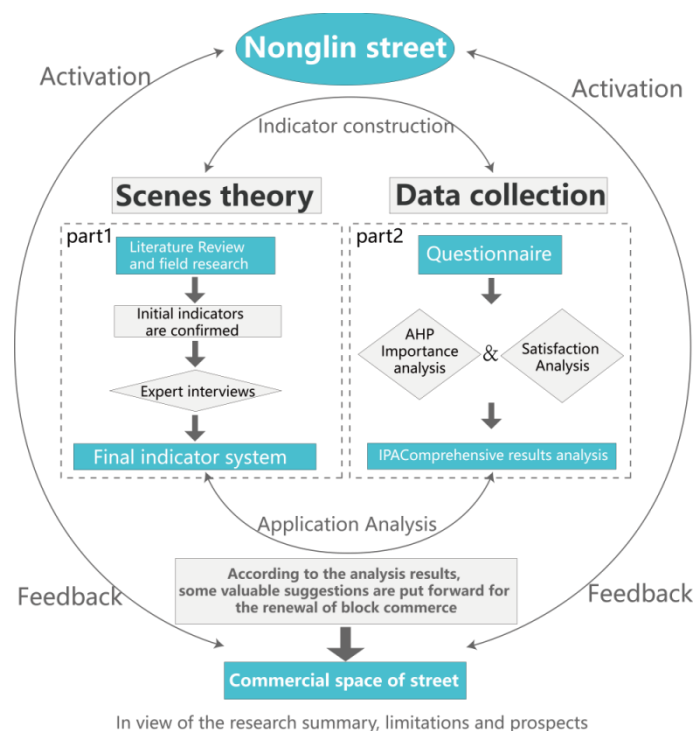 Nonglin street
Activation
Activation
Indicator construction
Scenes theory
Data collection
part1
Literature Review
and field research
Initial indicators
are confirmed
Expert interviews
Final indicator system
part2
Questionnaire
AHP
Importance
analysis
&
Satisfaction
Analysis
IPAComprehensive results analysis
Application Analysis
Feedback
Feedback
According to the analysis results,
some valuable suggestions are put forward for
the renewal of block commerce
Commercial space of street
In view of the research summary, limitations and prospects